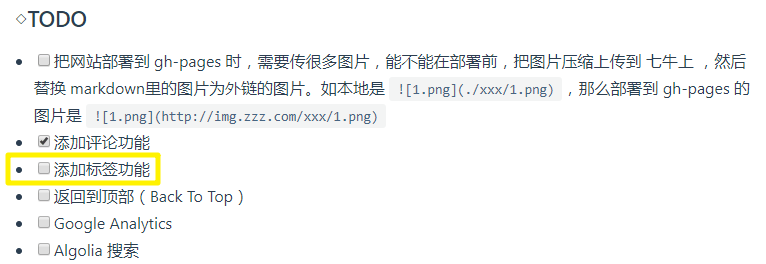 ◇TODO
把网站部署到 gh-pages 时，需要传很多图片，能不能在部署前，把图片压缩上传到 七牛上 ，然后
替换 markdown里的图片为外链的图片。如本地是 ![1.png](./xxx/1.png) ，那么部署到 gh-pages 的
图片是 ![1.png](http://img.zzz.com/xxx/1.png)
添加评论功能
添加标签功能
返回到顶部（Back To Top）
Google Analytics
Algolia 搜索